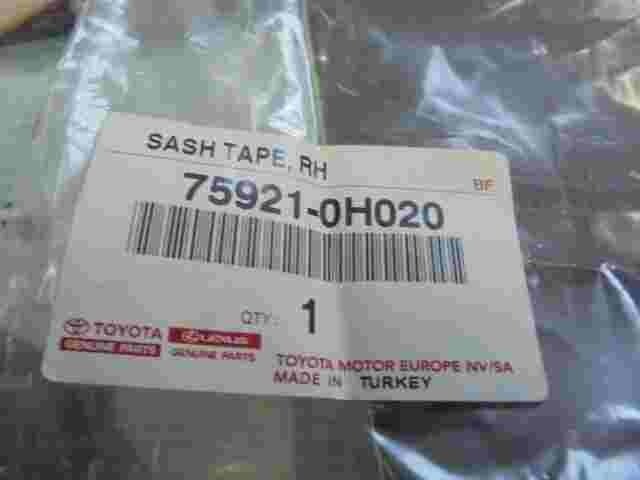 SASH TAPE, RH
BF
75921-0H020
QTY: 1
TOYOTA
GENUINE PARTS
LEXUS
GENUINE PARTS
TOYOTA MOTOR EUROPE NV/SA
MADE IN TURKEY